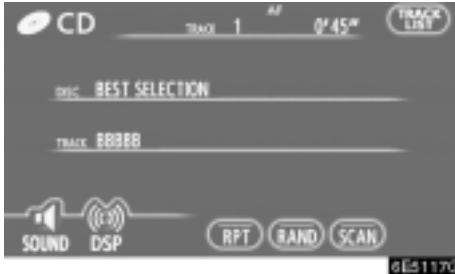 CD TRACK 1 AF 0'45" TRACK LIST
DISC BEST SELECTION
TRACK BBBBB
SOUND DSP RPT RAND SCAN
6E5117C